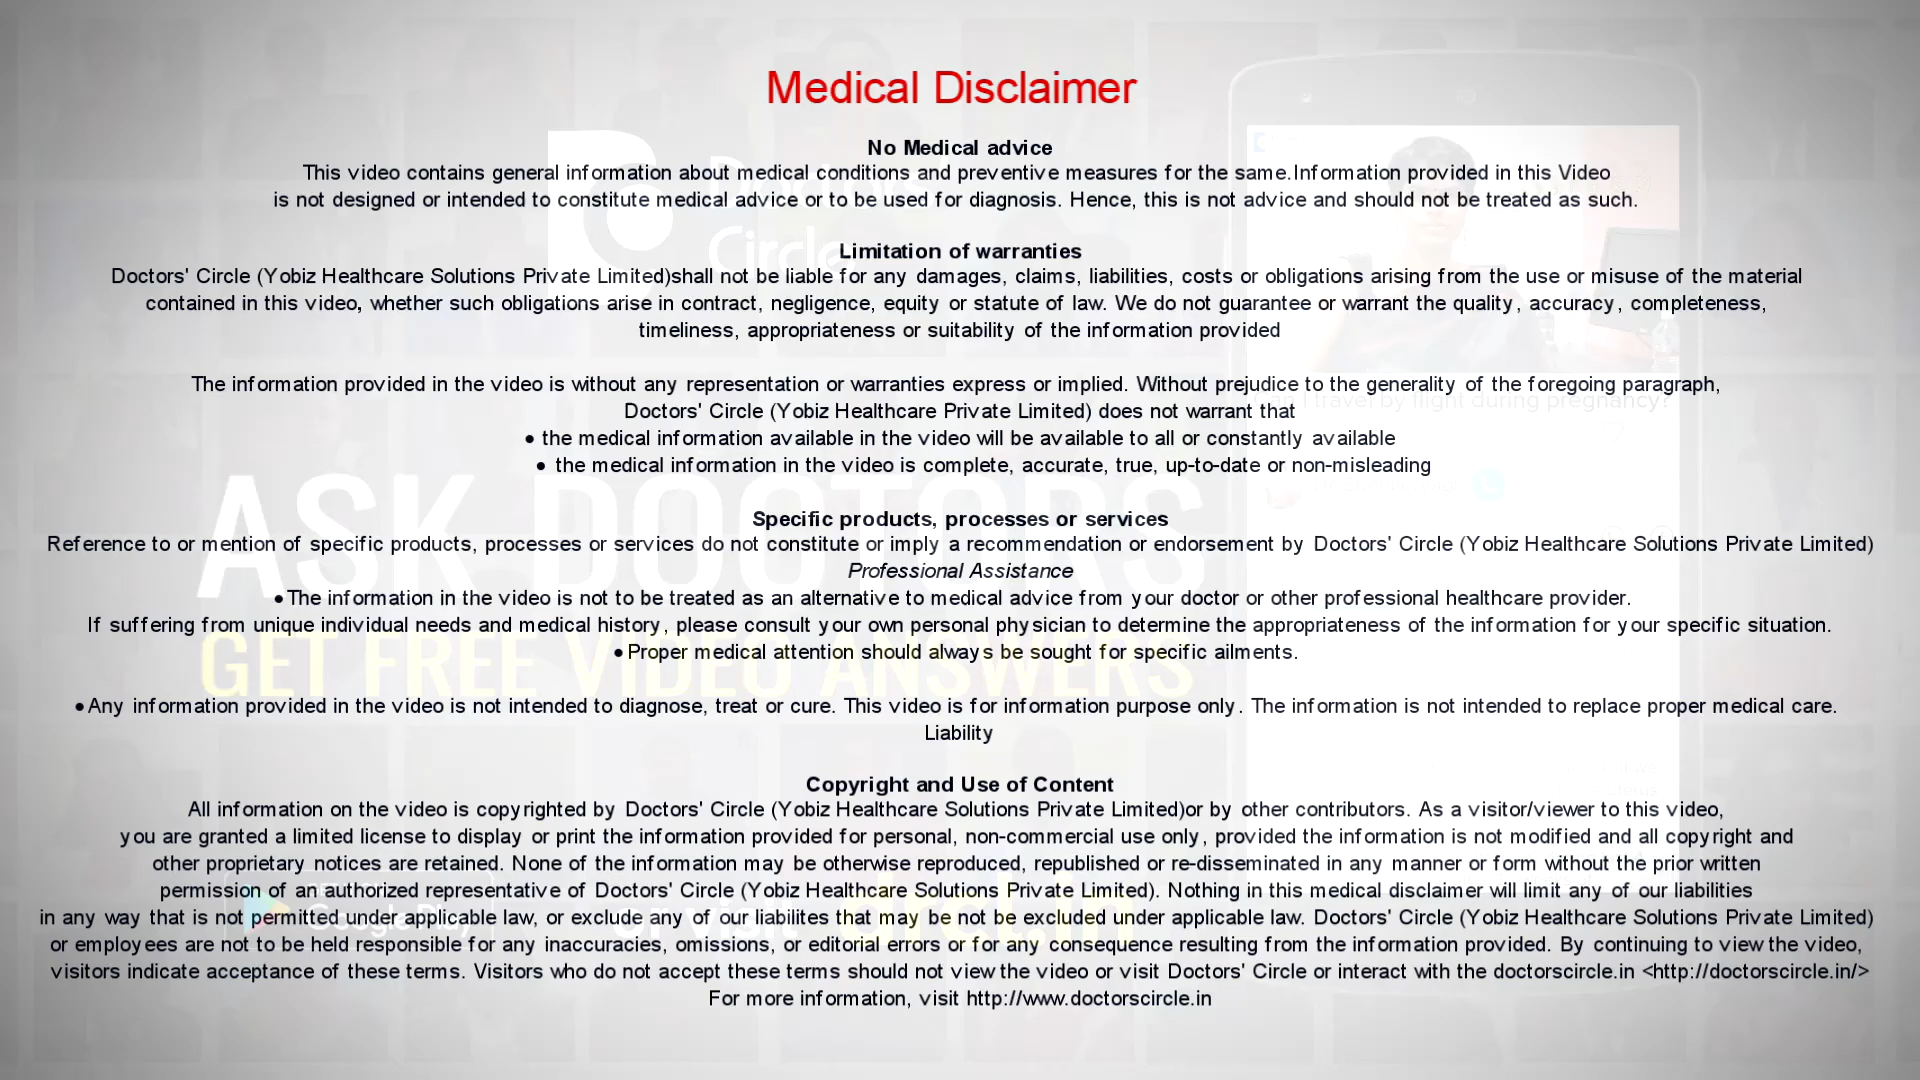 Medical Disclaimer
No Medical advice
This video contains general information about medical conditions and preventive measures for the same.Information provided in this Video
is not designed or intended to constitute medical advice or to be used for diagnosis. Hence, this is not advice and should not be treated as such.
Limitation of warranties
Doctors' Circle (Yobiz Healthcare Solutions Private Limited)shall not be liable for any damages, claims, liabilities, costs or obligations arising from the use or misuse of the material
contained in this video, whether such obligations arise in contract, negligence, equity or statute of law. We do not guarantee or warrant the quality, accuracy, completeness,
timeliness, appropriateness or suitability of the information provided
The information provided in the video is without any representation or warranties express or implied. Without prejudice to the generality of the foregoing paragraph,
Doctors' Circle (Yobiz Healthcare Private Limited) does not warrant that
• the medical information available in the video will be available to all or constantly available
• the medical information in the video is complete, accurate, true, up-to-date or non-misleading
Specific products, processes or services
Reference to or mention of specific products, processes or services do not constitute or imply a recommendation or endorsement by Doctors' Circle (Yobiz Healthcare Solutions Private Limited)
Professional Assistance
•The information in the video is not to be treated as an alternative to medical advice from your doctor or other professional healthcare provider.
If suffering from unique individual needs and medical history, please consult your own personal physician to determine the appropriateness of the information for your specific situation.
•Proper medical attention should always be sought for specific ailments.
•Any information provided in the video is not intended to diagnose, treat or cure. This video is for information purpose only. The information is not intended to replace proper medical care.
Liability
Copyright and Use of Content
All information on the video is copyrighted by Doctors' Circle (Yobiz Healthcare Solutions Private Limited)or by other contributors. As a visitor/viewer to this video,
you are granted a limited license to display or print the information provided for personal, non-commercial use only, provided the information is not modified and all copyright and
other proprietary notices are retained. None of the information may be otherwise reproduced, republished or re-disseminated in any manner or form without the prior written
permission of an authorized representative of Doctors' Circle (Yobiz Healthcare Solutions Private Limited). Nothing in this medical disclaimer will limit any of our liabilities
in any way that is not permitted under applicable law, or exclude any of our liabilites that may be not be excluded under applicable law. Doctors' Circle (Yobiz Healthcare Solutions Private Limited)
or employees are not to be held responsible for any inaccuracies, omissions, or editorial errors or for any consequence resulting from the information provided. By continuing to view the video,
visitors indicate acceptance of these terms. Visitors who do not accept these terms should not view the video or visit Doctors' Circle or interact with the doctorscircle.in <http://doctorscircle.in/>
For more information, visit http://www.doctorscircle.in
Doctors'
Circle
ASK DOCTORS
GET FREE VIDEO ANSWERS
Google Play
or visit drcl.in
Can I travel by flight during pregnancy?